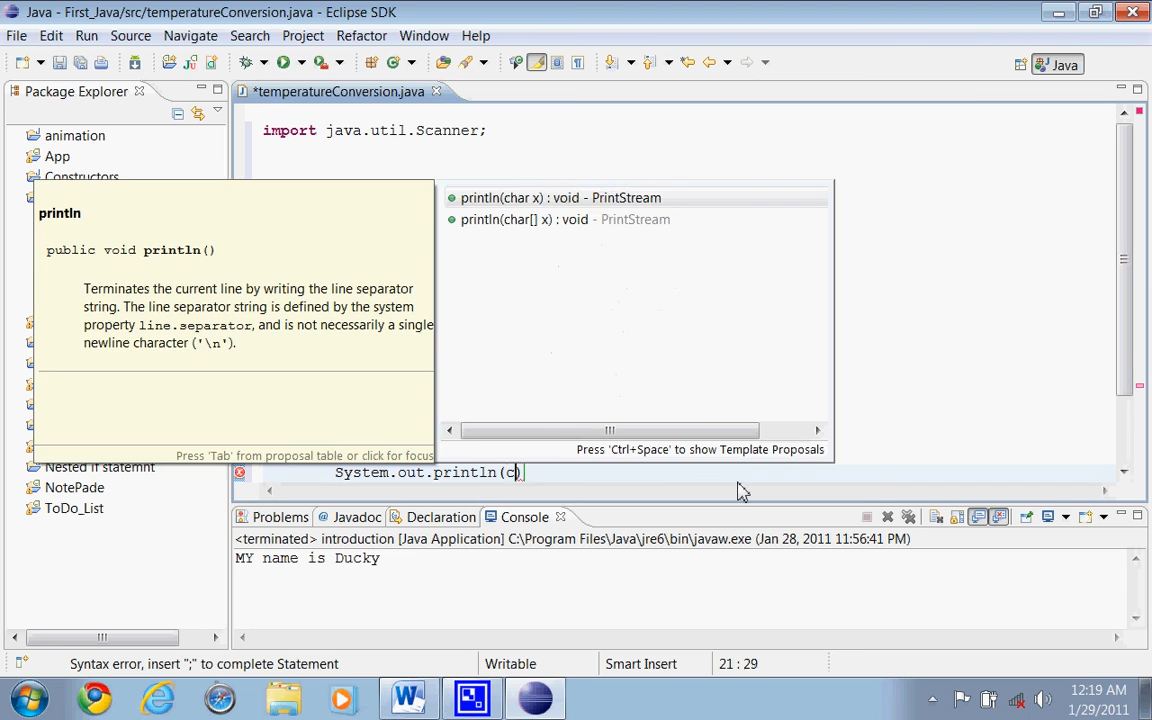 Java - First_Java/src/temperatureConversion.java - Eclipse SDK
File Edit Run Source Navigate Search Project Refactor Window Help
Java
Package Explorer
*temperatureConversion.java
animation
App
Constructors
import java.util.Scanner;
println
public void println()
Terminates the current line by writing the line separator
string. The line separator string is defined by the system
property line.separator, and is not necessarily a single
newline character ('\n').
Press 'Tab' from proposal table or click for focus
println(char x) : void - PrintStream
println(char[] x) : void - PrintStream
Press 'Ctrl+Space' to show Template Proposals
Nested if statemnt
NotePade
ToDo_List
System.out.println(c)
Problems Javadoc Declaration Console
<terminated> introduction [Java Application] C:\Program Files\Java\jre6\bin\javaw.exe (Jan 28, 2011 11:56:41 PM)
MY name is Ducky
Syntax error, insert ";" to complete Statement
Writable
Smart Insert
21 : 29
12:19 AM
1/29/2011